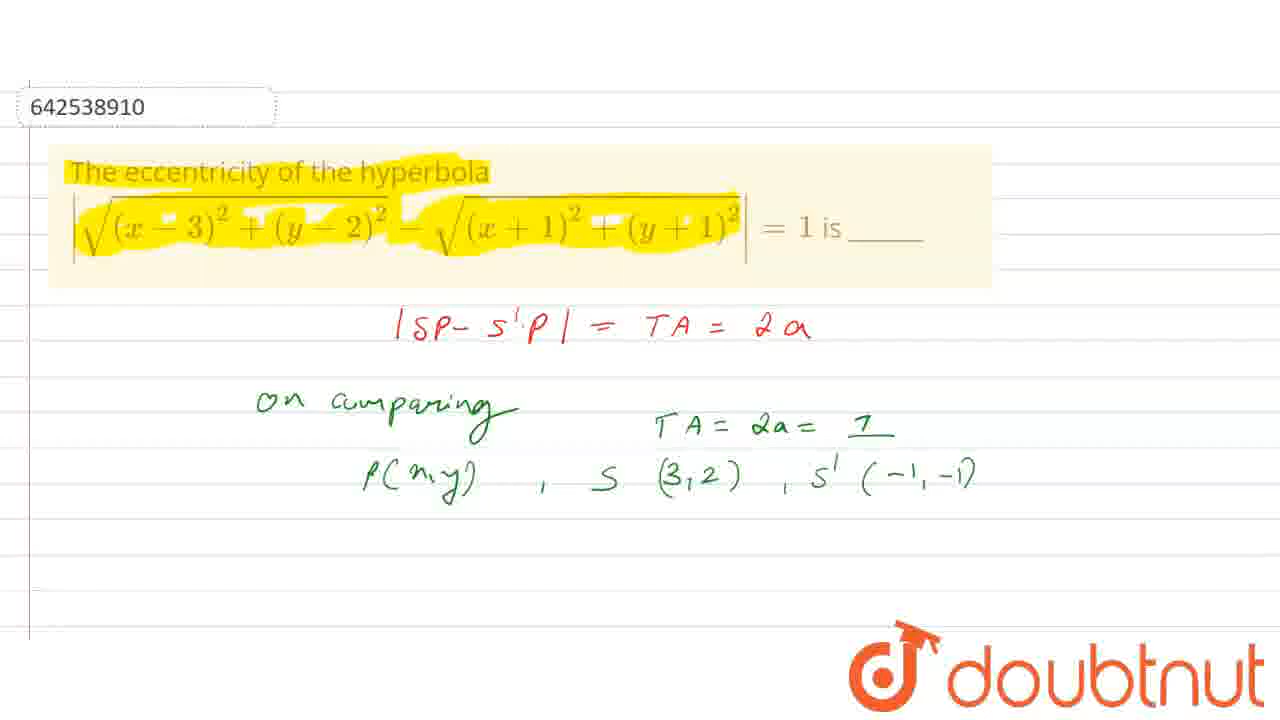 642538910
The eccentricity of the hyperbola
|√(x − 3)² + (y − 2)² − √(x + 1)² + (y + 1)²| = 1 is _____
|SP - S'P| = TA = 2a
on comparing
TA = 2a = 1
P(x,y) , S (3,2) , S' (-1,-1)
doubtnut